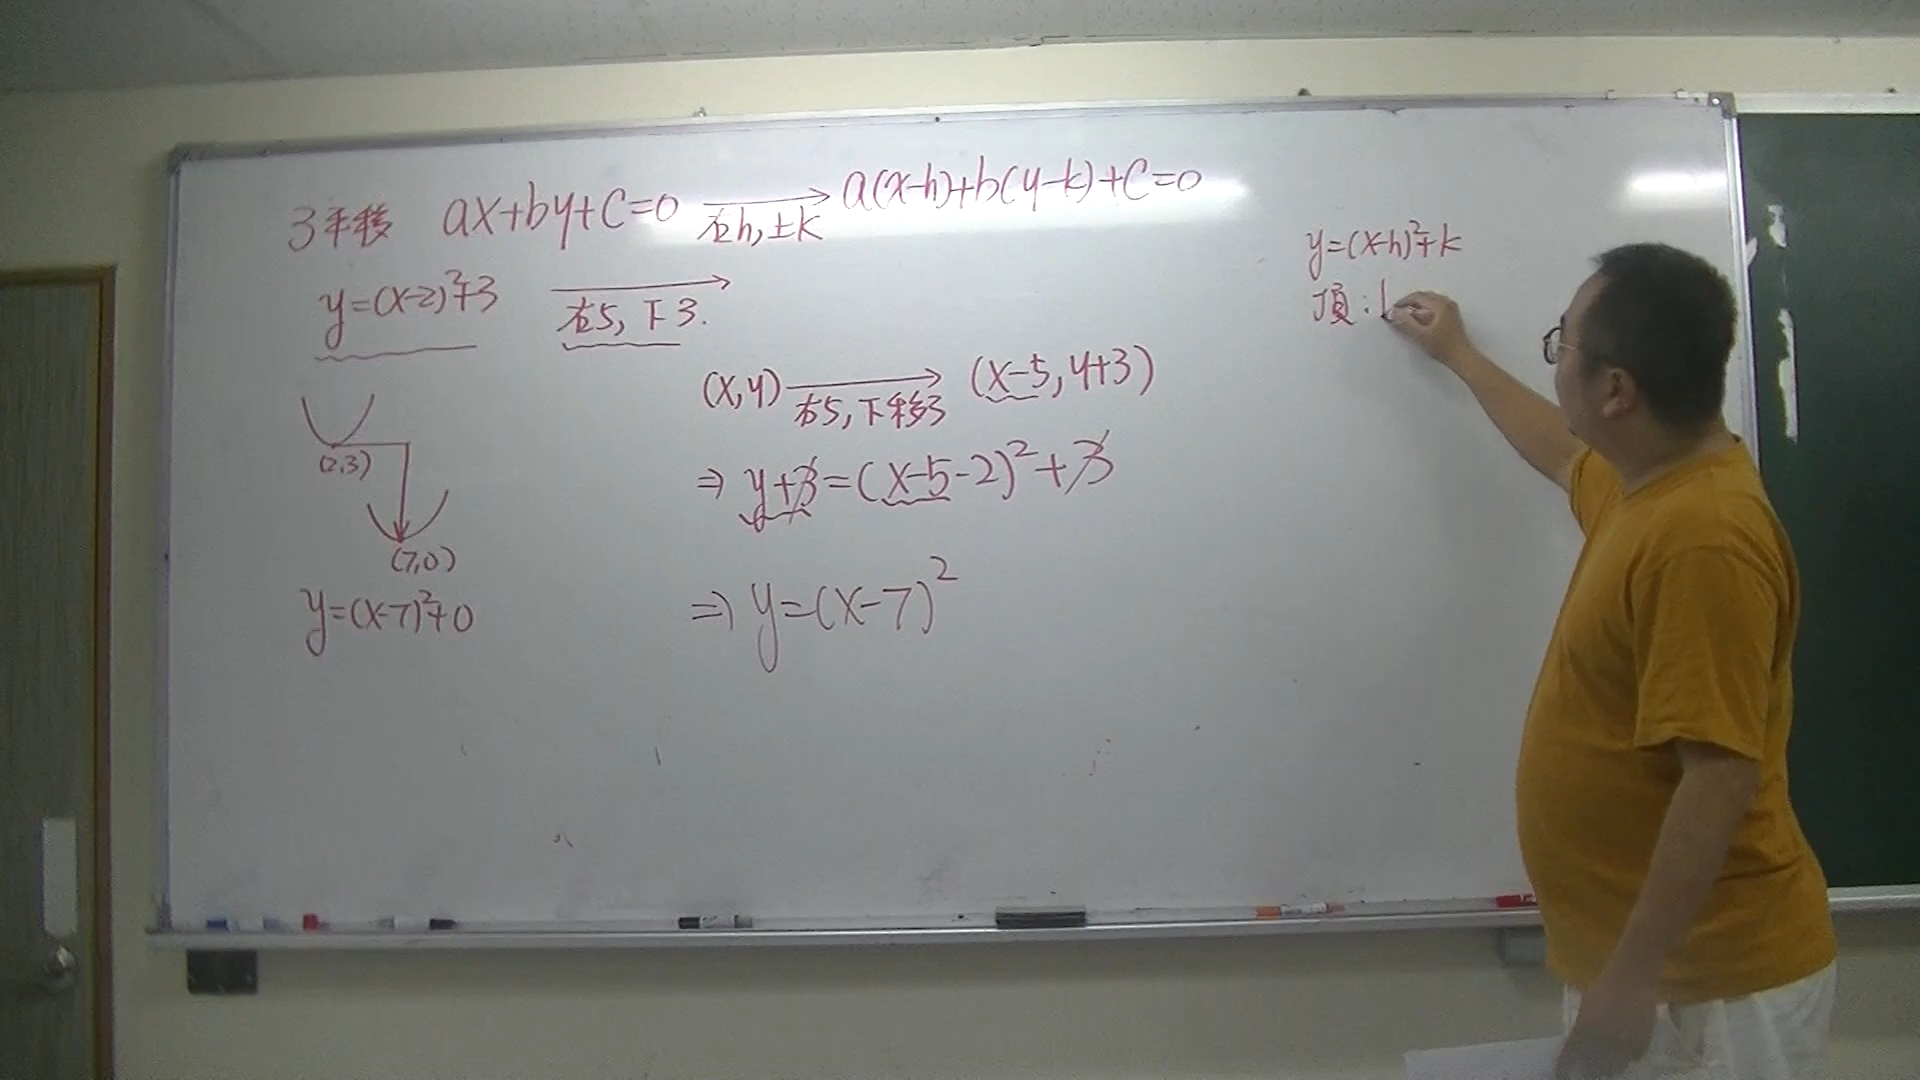 3平移 ax+by+c=0 → a(x-h)+b(y-k)+c=0
右h,上k
y=(x-2)²+3 →
右5,下3.
(x,y) → (x-5,y+3)
右5,下移3
⇒ y+3=(x-5-2)²+3
⇒ y=(x-7)²
(2,3)
(7,0)
y=(x-7)²+0
y=(x-h)²+k
頂: